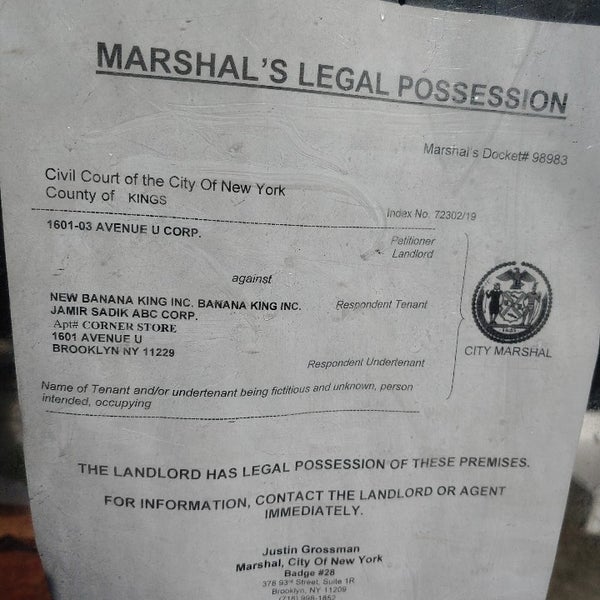 MARSHAL'S LEGAL POSSESSION
Marshal's Docket# 98983
Civil Court of the City Of New York
County of KINGS
Index No. 72302/19
1601-03 AVENUE U CORP.
Petitioner
Landlord
against
NEW BANANA KING INC. BANANA KING INC.
Respondent Tenant
JAMIR SADIK ABC CORP.
Apt# CORNER STORE
1601 AVENUE U
BROOKLYN NY 11229
Respondent Undertenant
CITY MARSHAL
Name of Tenant and/or undertenant being fictitious and unknown, person
intended, occupying
THE LANDLORD HAS LEGAL POSSESSION OF THESE PREMISES.
FOR INFORMATION, CONTACT THE LANDLORD OR AGENT
IMMEDIATELY.
Justin Grossman
Marshal, City Of New York
Badge #28
376 93rd Street, Suite 1R
Brooklyn, NY 11209